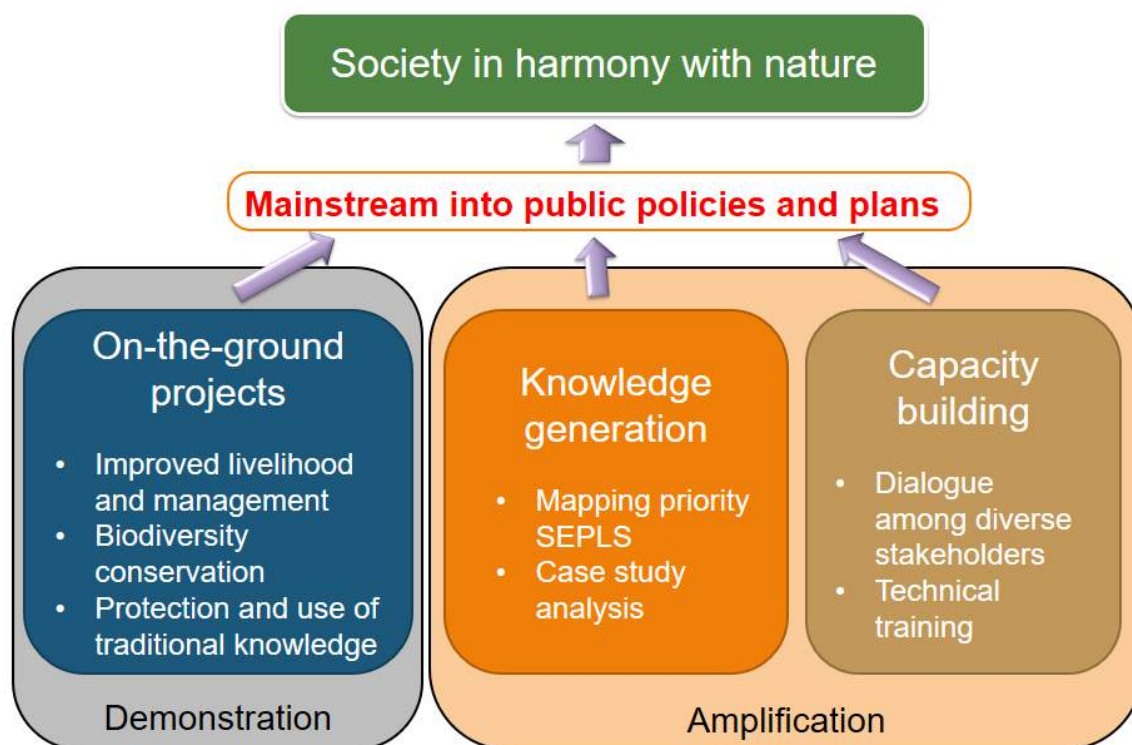 Society in harmony with nature
Mainstream into public policies and plans
On-the-ground
projects
• Improved livelihood
and management
• Biodiversity
conservation
• Protection and use of
traditional knowledge
Demonstration
Knowledge
generation
• Mapping priority
SEPLS
• Case study
analysis
Capacity
building
• Dialogue
among diverse
stakeholders
• Technical
training
Amplification